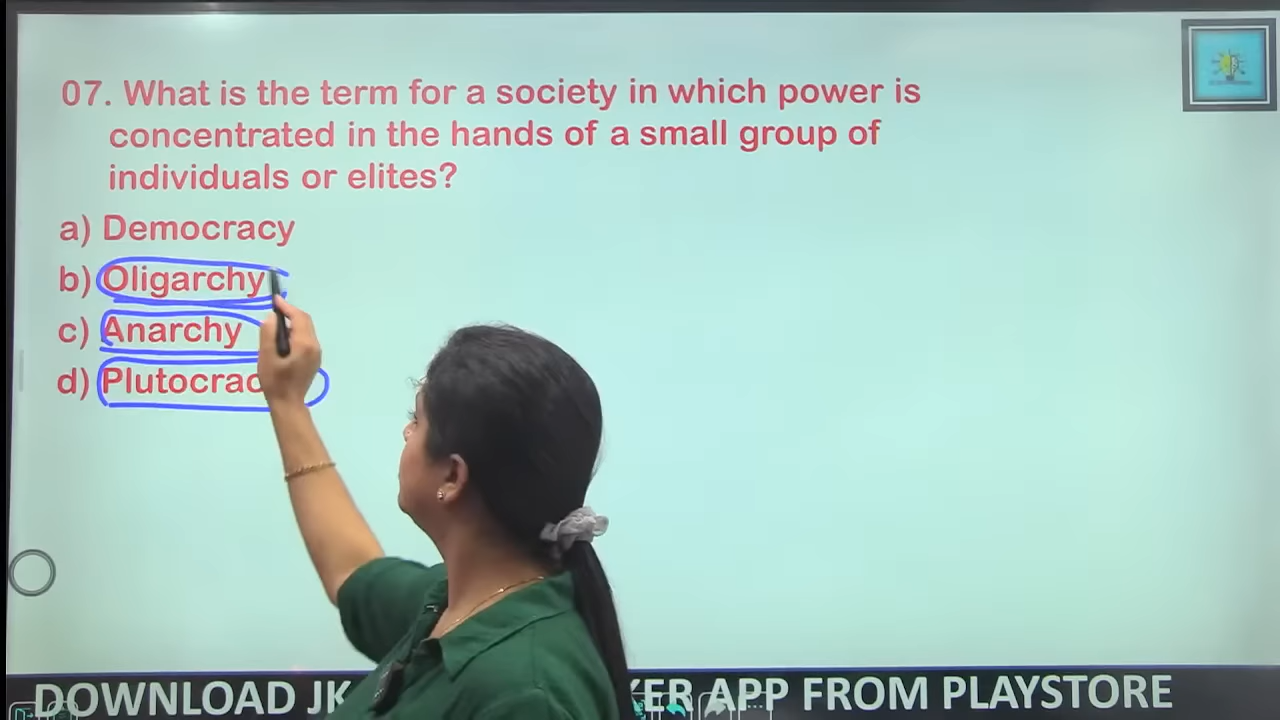 07. What is the term for a society in which power is
concentrated in the hands of a small group of
individuals or elites?
a) Democracy
b) Oligarchy
c) Anarchy
d) Plutocrac
DOWNLOAD JK KER APP FROM PLAYSTORE